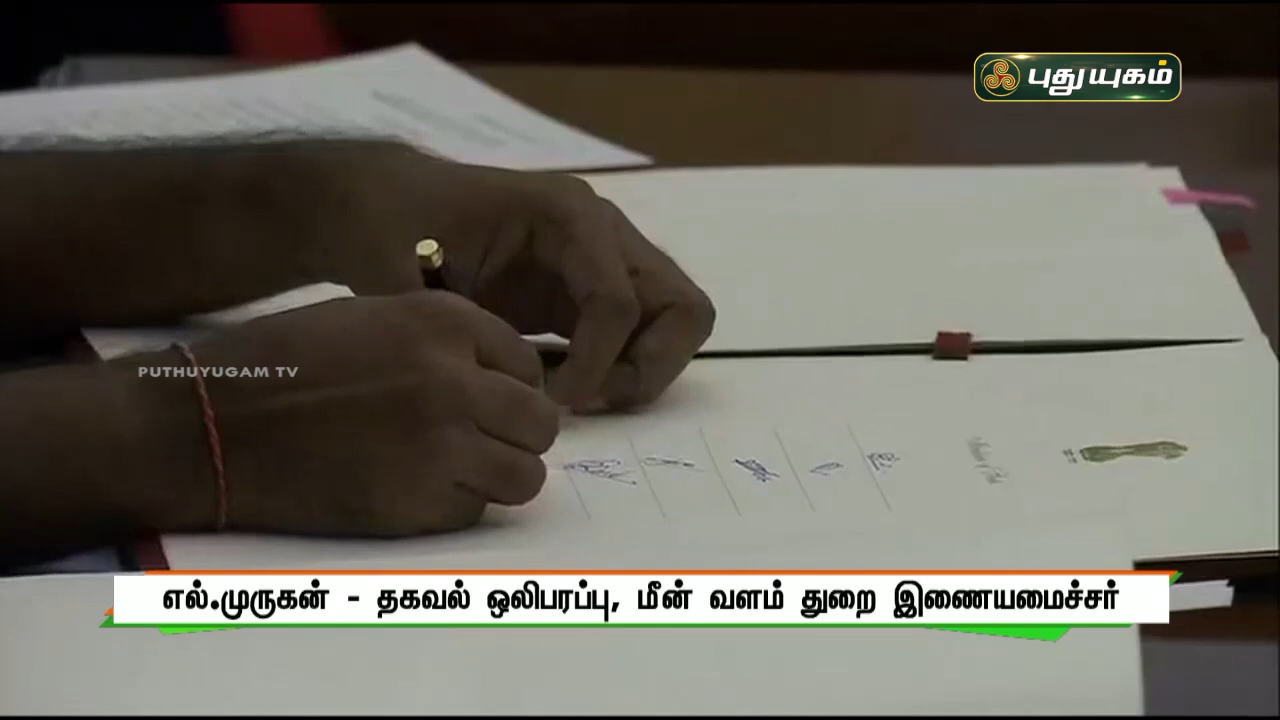 புதுயுகம்
PUTHUYUGAM TV
எல்.முருகன் - தகவல் ஒலிபரப்பு, மீன் வளம் துறை இணையமைச்சர்